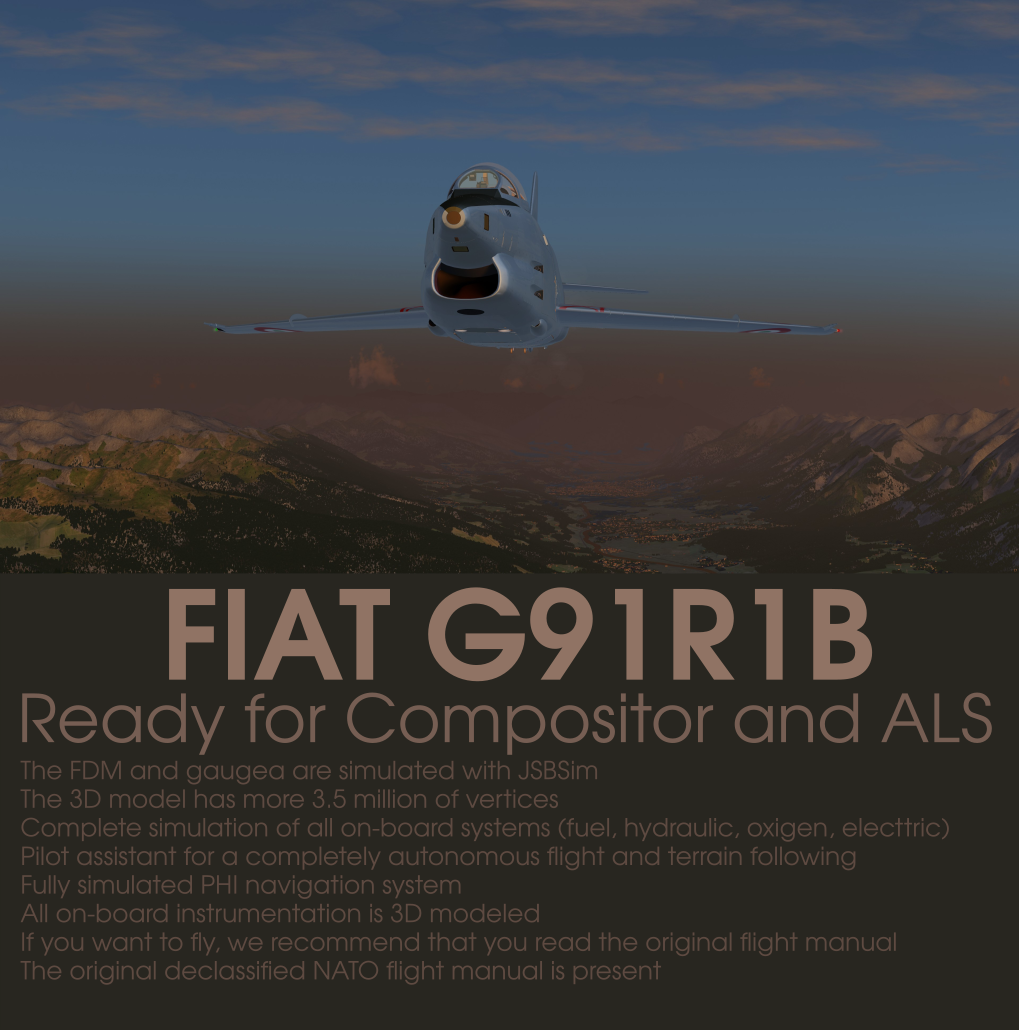 FIAT G91R1B
Ready for Compositor and ALS
The FDM and gaugea are simulated with JSBSim
The 3D model has more 3.5 million of vertices
Complete simulation of all on-board systems (fuel, hydraulic, oxigen, electtric)
Pilot assistant for a completely autonomous flight and terrain following
Fully simulated PHI navigation system
All on-board instrumentation is 3D modeled
If you want to fly, we recommend that you read the original flight manual
The original declassified NATO flight manual is present